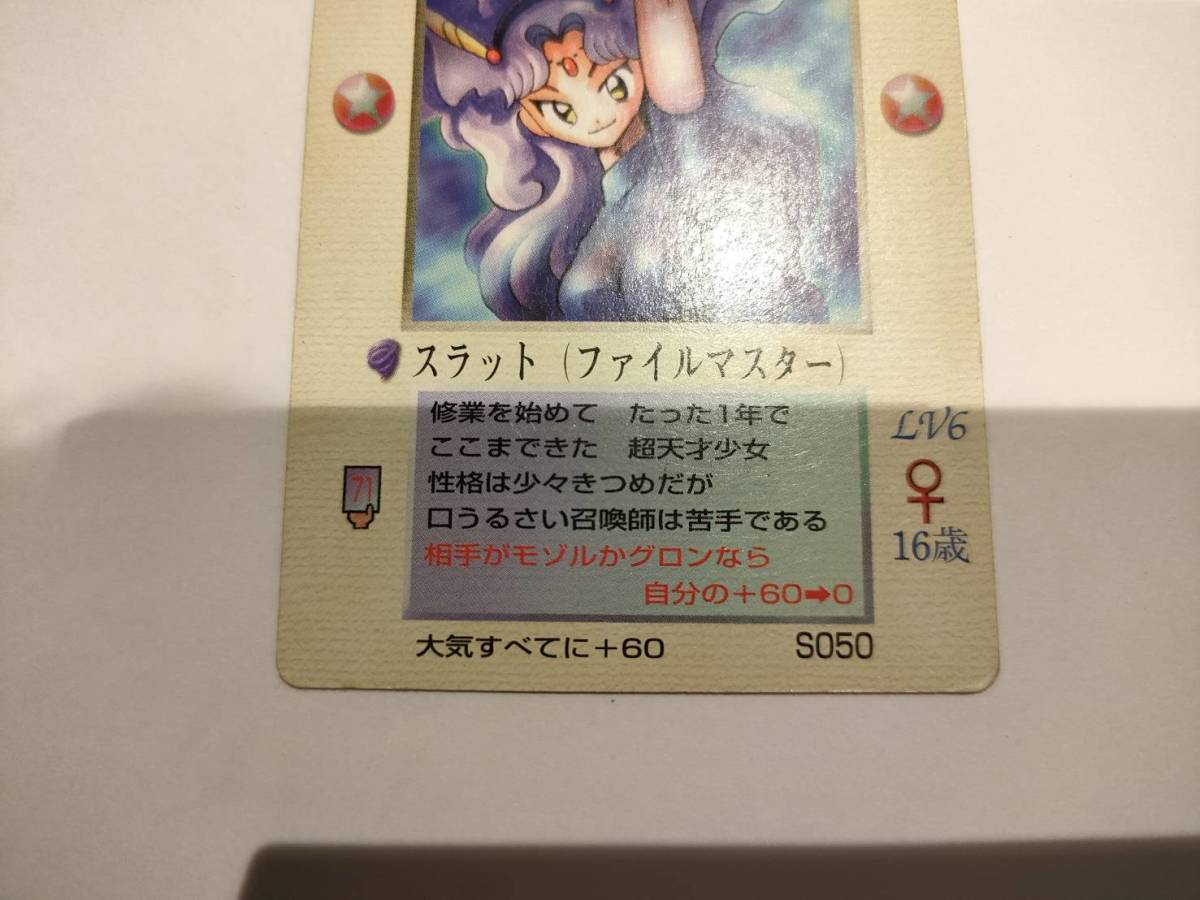 スラット（ファイルマスター）
修業を始めて　たった1年で
ここまできた　超天才少女
性格は少々きつめだが
口うるさい召喚師は苦手である
相手がモゾルかグロンなら
自分の＋60➡0
LV6
♀
16歳
71
大気すべてに＋60
S050